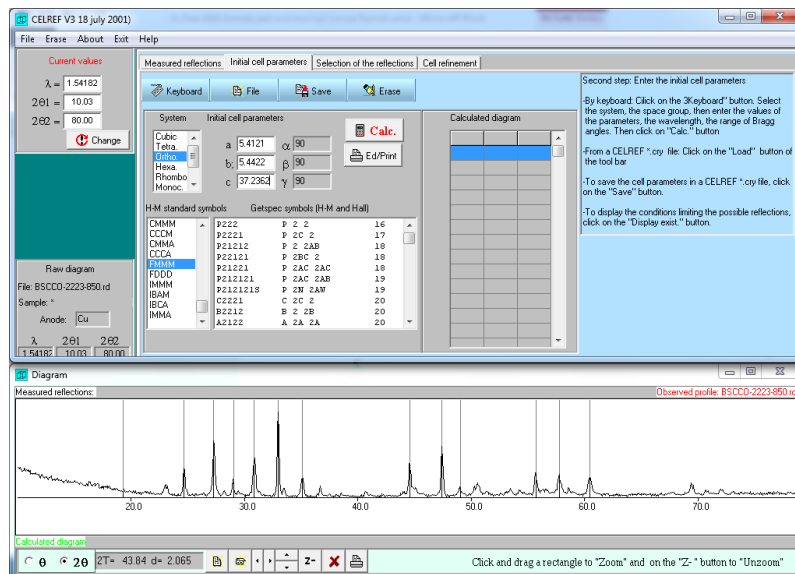 CELREF V3 18 july 2001)
File Erase About Exit Help
Current values
λ = 1.54182
2θ1 = 10.03
2θ2 = 80.00
Change
Measured reflections Initial cell parameters Selection of the reflections Cell refinement
Keyboard File Save Erase
System Initial cell parameters
Cubic
Tetra.
Ortho.
Hexa.
Rhombo
Monoc.
a 5.4121 α 90
b; 5.4422 β 90
c 37.2362 γ 90
Calc.
Ed/Print
H-M standard symbols Getspec symbols (H-M and Hall)
CMMM
CCCM
CMMA
CCCA
FMMM
FDDD
IMMM
IBAM
IBCA
IMMA
P222 P 2 2 16
P2221 P 2C 2 17
P21212 P 2 2AB 18
P22121 P 2BC 2 18
P22121 P 2AC 2AC 18
P212121 P 2AC 2AB 19
P212121S P 2N 2AW 19
C2221 C 2C 2 20
B2212 B 2 2B 20
A2122 A 2A 2A 20
Calculated diagram
Second step: Enter the initial cell parameters
-By keyboard: Click on the 3Keyboard" button. Select
the system, the space group, then enter the values of
the parameters, the wavelength, the range of Bragg
angles. Then click on "Calc." button
-From a CELREF *.cry file: Click on the "Load" button of
the tool bar
-To save the cell parameters in a CELREF *.cry file, click
on the "Save" button.
-To display the conditions limiting the possible reflections,
click on the "Display exist." button.
Raw diagram
File: BSCCO-2223-850.rd
Sample: *
Anode: Cu
λ 2θ1 2θ2
1.54182 10.03 80.00
Diagram
Measured reflections: Observed profile: BSCCO-2223-850.rd
20.0 30.0 40.0 50.0 60.0 70.0
Calculated diagram
θ 2θ 2T= 43.84 d= 2.065 Z- Click and drag a rectangle to "Zoom" and on the "Z-" button to "Unzoom"